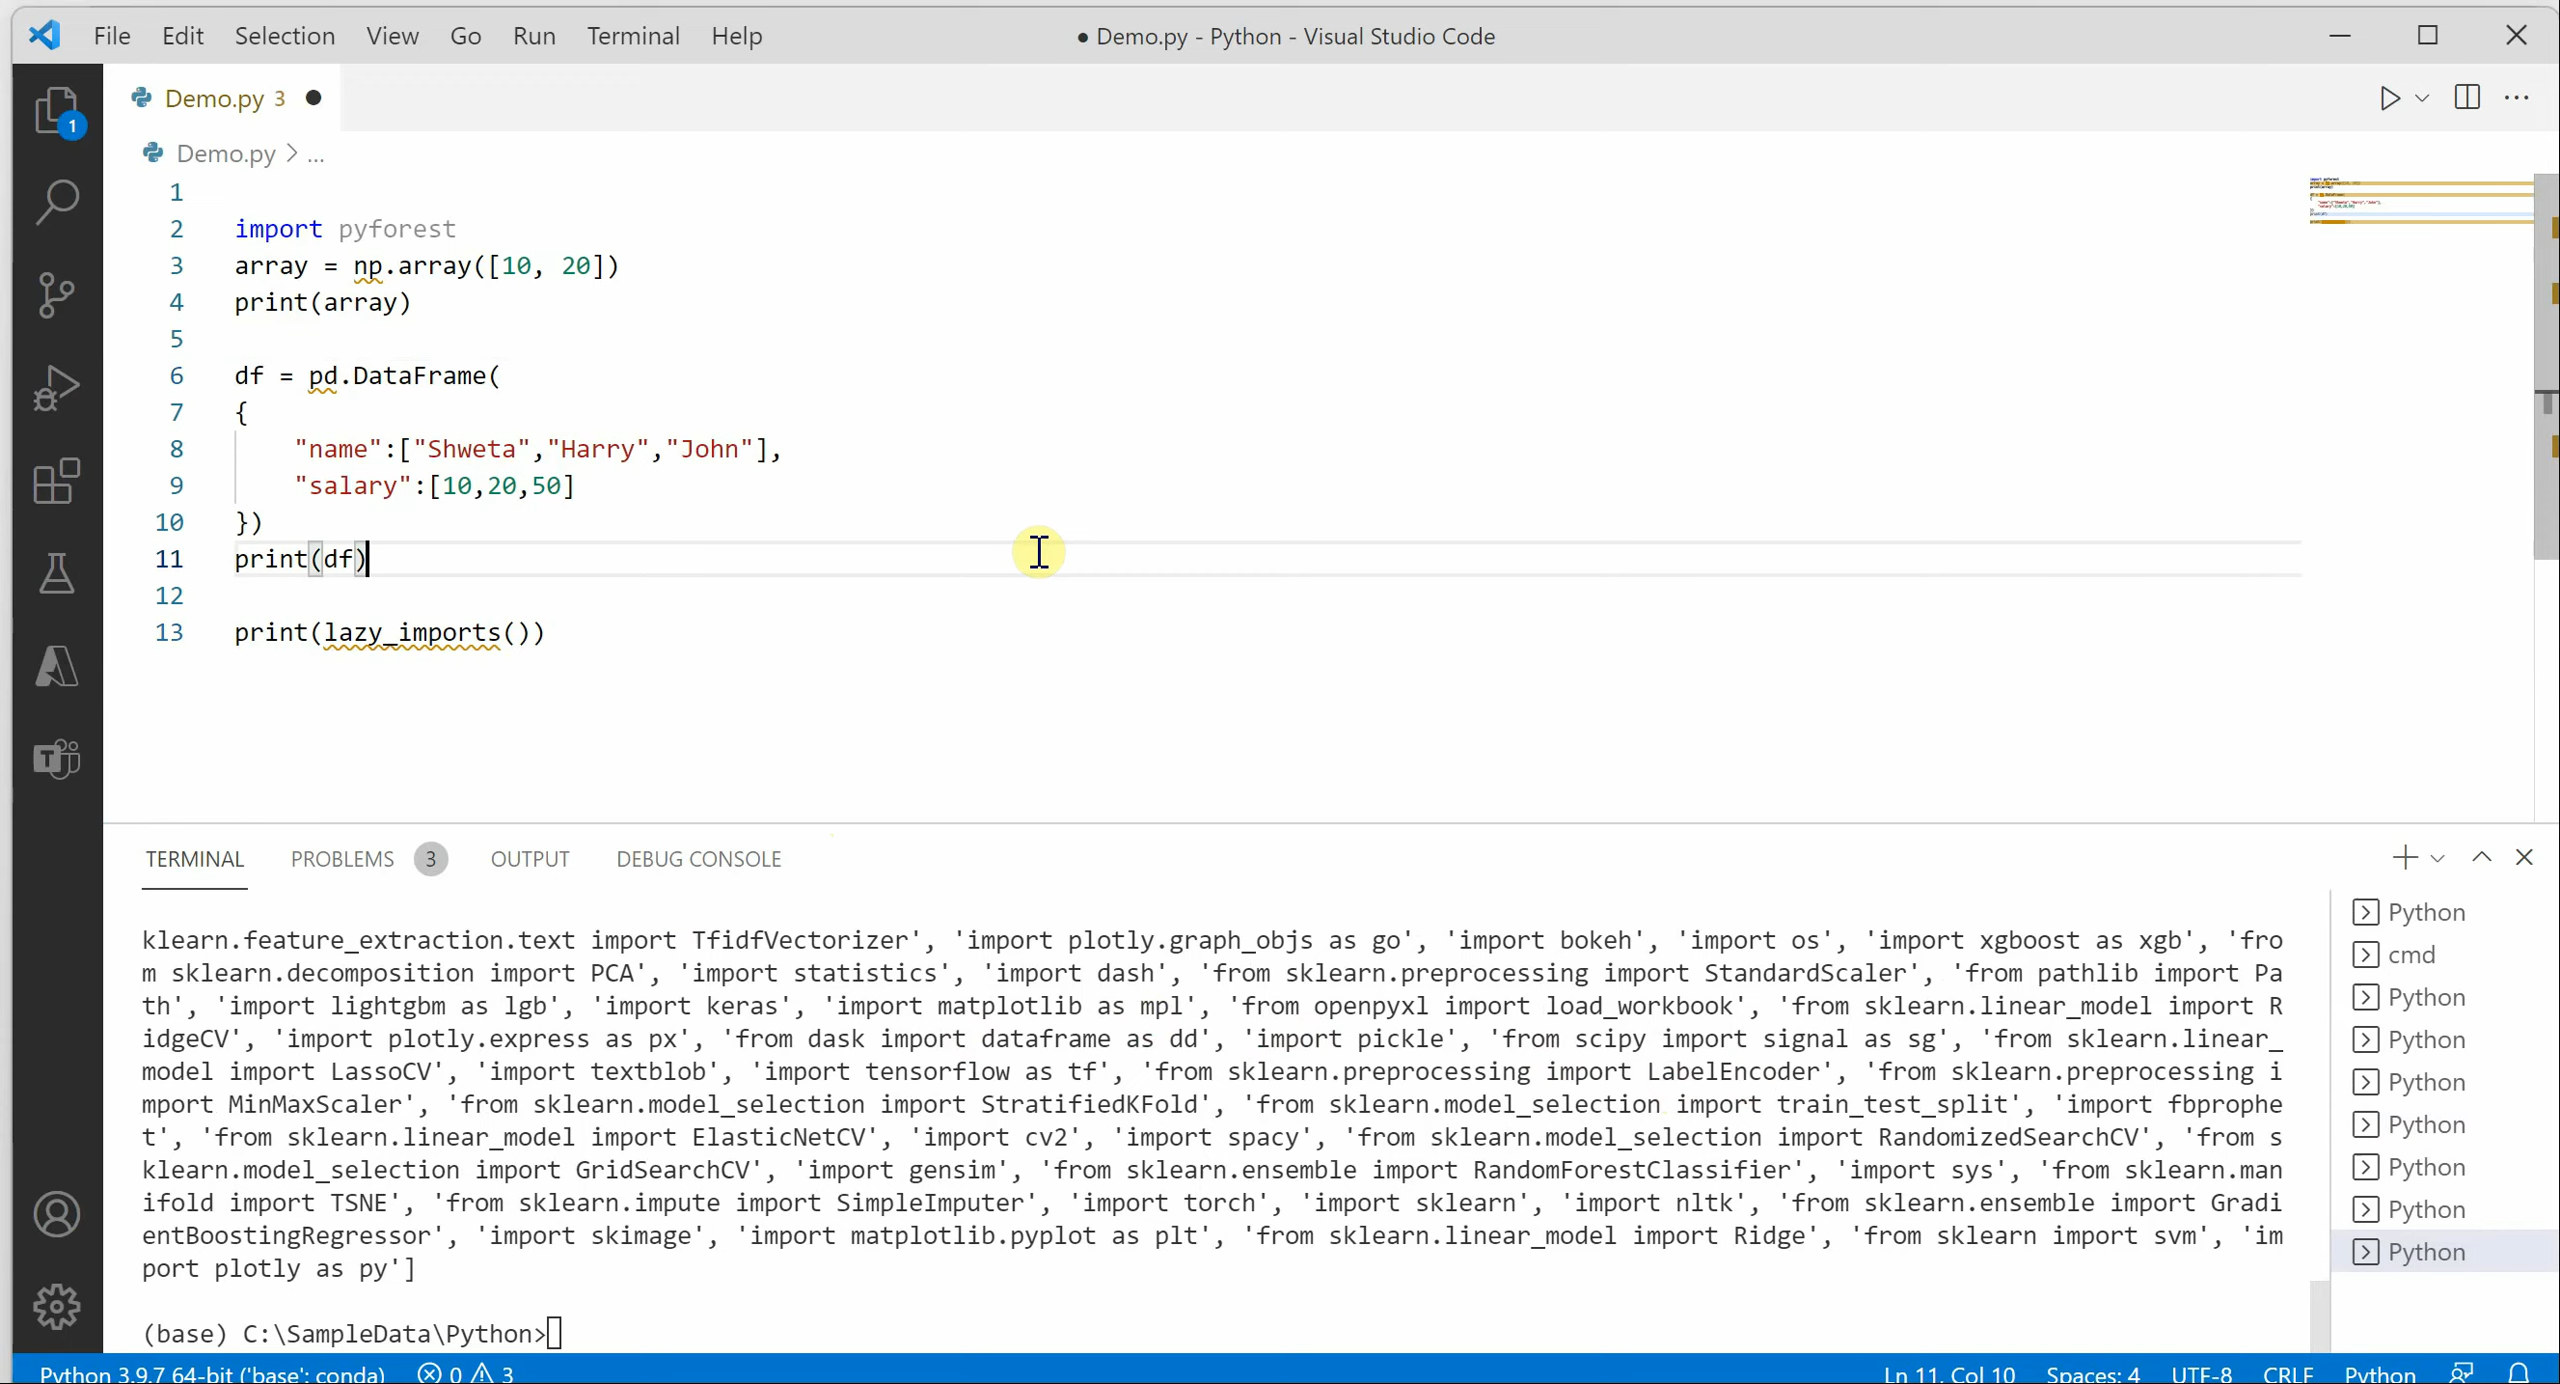 File Edit Selection View Go Run Terminal Help
● Demo.py - Python - Visual Studio Code
Demo.py 3 ●
Demo.py > ...
1
2 import pyforest
3 array = np.array([10, 20])
4 print(array)
5
6 df = pd.DataFrame(
7 {
8     "name":["Shweta","Harry","John"],
9     "salary":[10,20,50]
10 })
11 print(df)
12
13 print(lazy_imports())
1
TERMINAL PROBLEMS 3 OUTPUT DEBUG CONSOLE
klearn.feature_extraction.text import TfidfVectorizer', 'import plotly.graph_objs as go', 'import bokeh', 'import os', 'import xgboost as xgb', 'fro
m sklearn.decomposition import PCA', 'import statistics', 'import dash', 'from sklearn.preprocessing import StandardScaler', 'from pathlib import Pa
th', 'import lightgbm as lgb', 'import keras', 'import matplotlib as mpl', 'from openpyxl import load_workbook', 'from sklearn.linear_model import R
idgeCV', 'import plotly.express as px', 'from dask import dataframe as dd', 'import pickle', 'from scipy import signal as sg', 'from sklearn.linear_
model import LassoCV', 'import textblob', 'import tensorflow as tf', 'from sklearn.preprocessing import LabelEncoder', 'from sklearn.preprocessing i
mport MinMaxScaler', 'from sklearn.model_selection import StratifiedKFold', 'from sklearn.model_selection import train_test_split', 'import fbprophe
t', 'from sklearn.linear_model import ElasticNetCV', 'import cv2', 'import spacy', 'from sklearn.model_selection import RandomizedSearchCV', 'from s
klearn.model_selection import GridSearchCV', 'import gensim', 'from sklearn.ensemble import RandomForestClassifier', 'import sys', 'from sklearn.man
ifold import TSNE', 'from sklearn.impute import SimpleImputer', 'import torch', 'import sklearn', 'import nltk', 'from sklearn.ensemble import Gradi
entBoostingRegressor', 'import skimage', 'import matplotlib.pyplot as plt', 'from sklearn.linear_model import Ridge', 'from sklearn import svm', 'im
port plotly as py']
(base) C:\SampleData\Python>
Python
cmd
Python
Python
Python
Python
Python
Python
Python
Python 3.9.7 64-bit ('base': conda) 0 3 Ln 11, Col 10 Spaces: 4 UTF-8 CRLF Python